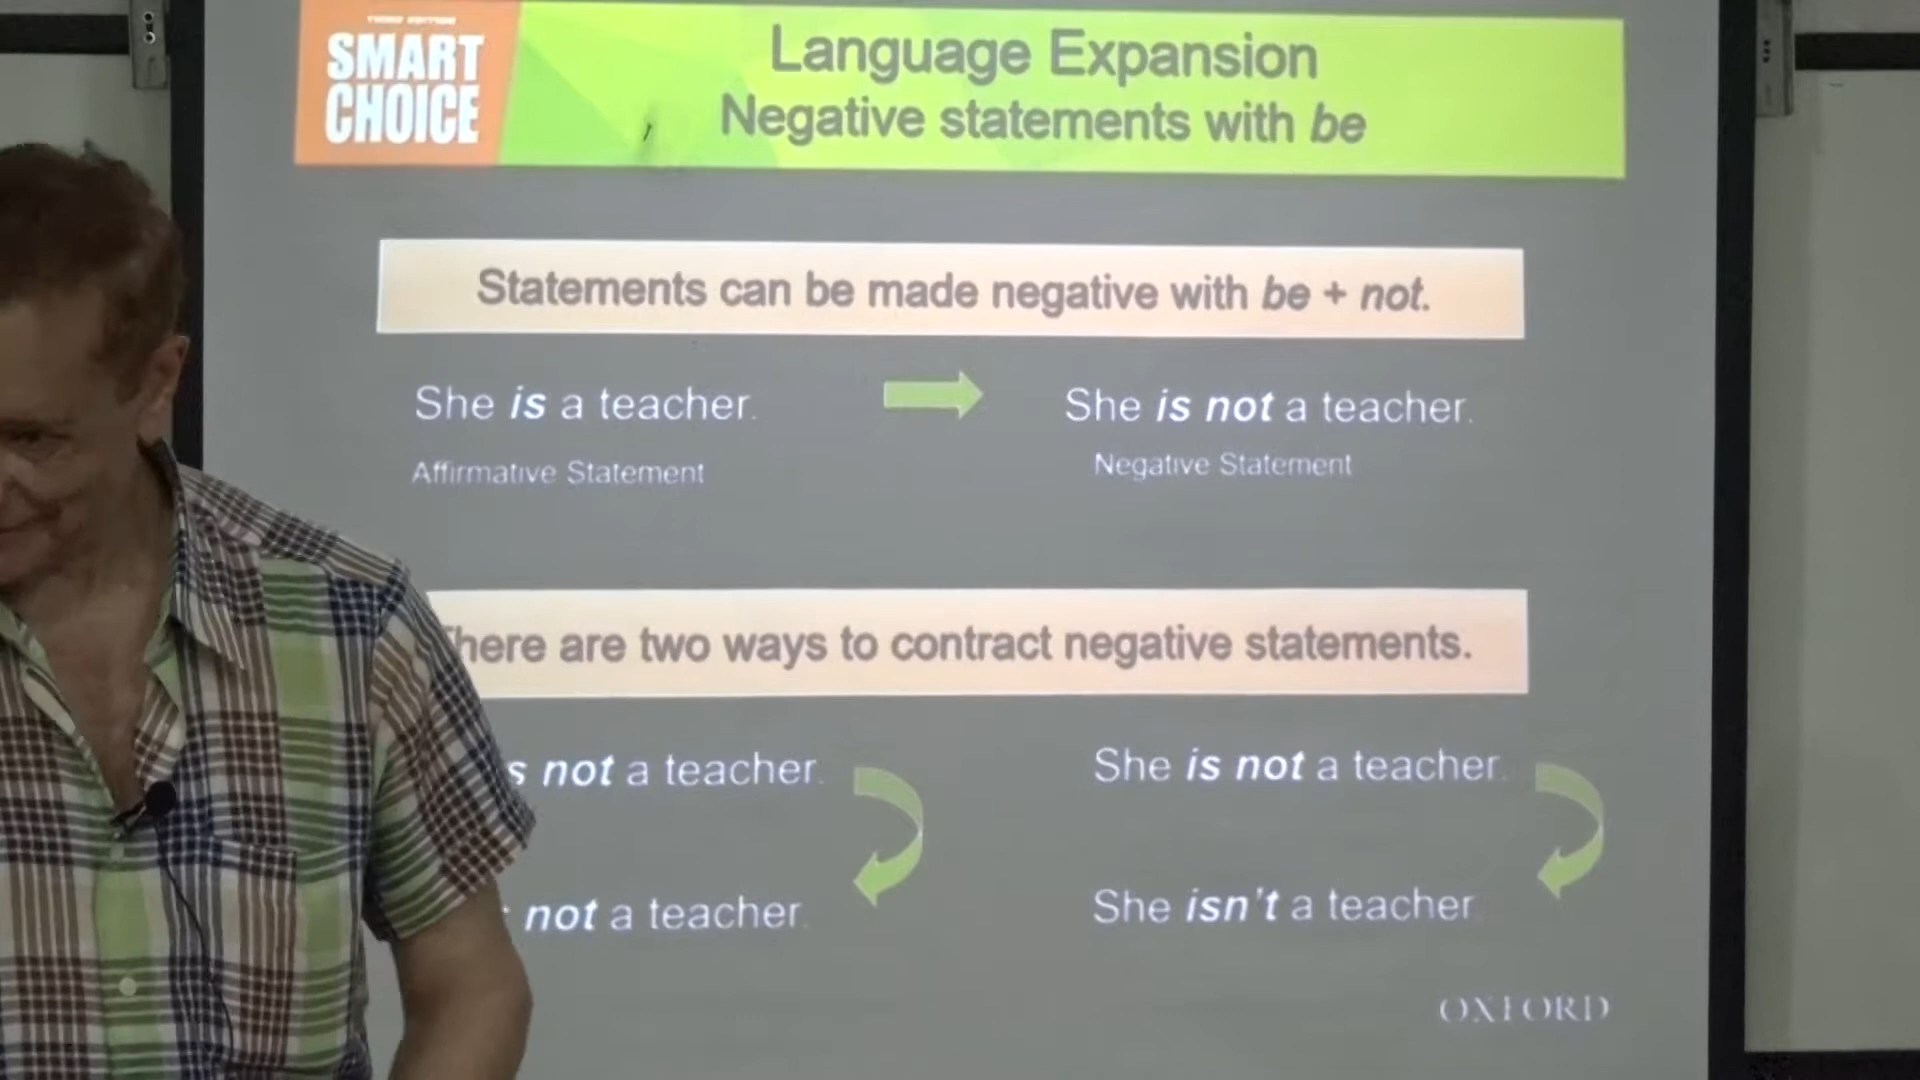 THIRD EDITION
SMART
CHOICE
Language Expansion
Negative statements with be
Statements can be made negative with be + not.
She is a teacher.
She is not a teacher.
Affirmative Statement
Negative Statement
here are two ways to contract negative statements.
s not a teacher.
She is not a teacher.
not a teacher.
She isn't a teacher.
OXFORD